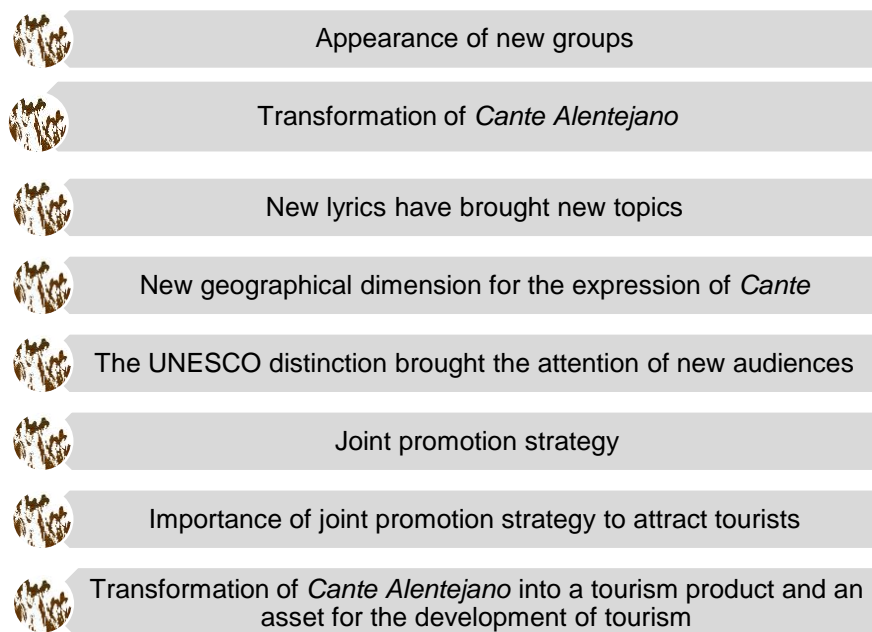 Appearance of new groups
Transformation of Cante Alentejano
New lyrics have brought new topics
New geographical dimension for the expression of Cante
The UNESCO distinction brought the attention of new audiences
Joint promotion strategy
Importance of joint promotion strategy to attract tourists
Transformation of Cante Alentejano into a tourism product and an
asset for the development of tourism